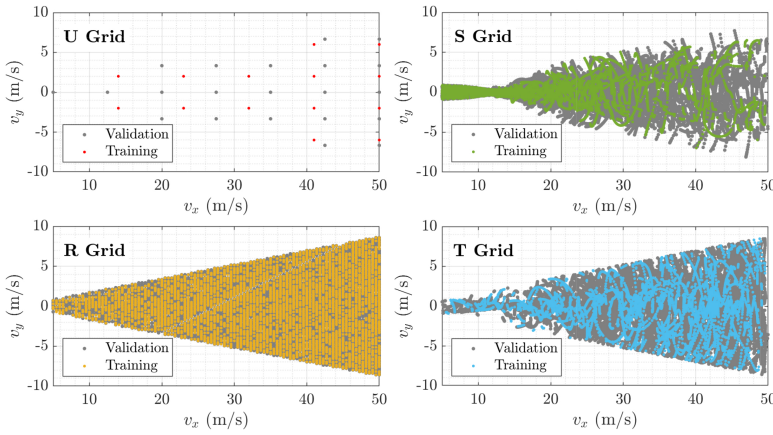 U Grid
10
5
0
-5
-10
v_y (m/s)
Validation
Training
10 20 30 40 50
v_x (m/s)
S Grid
10
5
0
-5
-10
v_y (m/s)
Validation
Training
10 20 30 40 50
v_x (m/s)
R Grid
10
5
0
-5
-10
v_y (m/s)
Validation
Training
10 20 30 40 50
v_x (m/s)
T Grid
10
5
0
-5
-10
v_y (m/s)
Validation
Training
10 20 30 40 50
v_x (m/s)